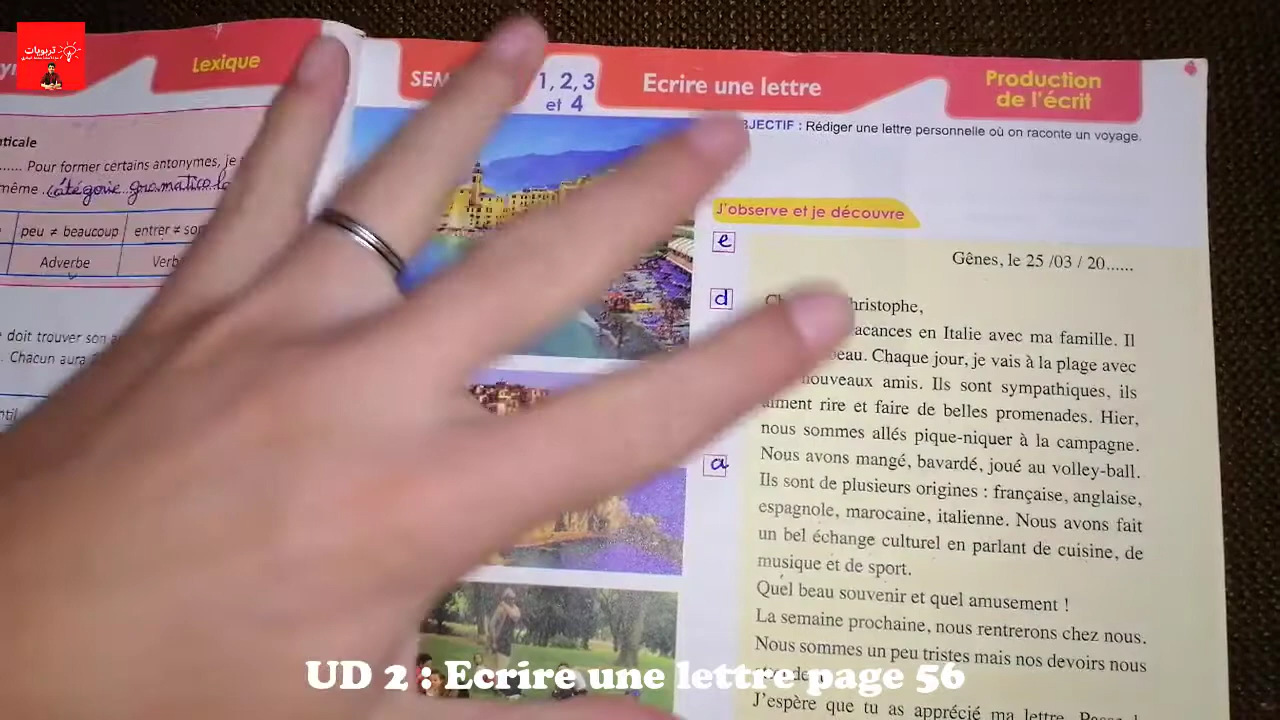 تربويات
Lexique
SEM
1, 2, 3
et 4
Ecrire une lettre
Production
de l'écrit
JECTIF : Rédiger une lettre personnelle où on raconte un voyage.
Pour former certains antonymes, je
même catégorie gramatica
peu ≠ beaucoup
entrer ≠
Adverbe
Verb
doit trouver son
Chacun aura
J'observe et je découvre
e
Gênes, le 25 /03 / 20......
d
hristophe,
acances en Italie avec ma famille. Il
beau. Chaque jour, je vais à la plage avec
nouveaux amis. Ils sont sympathiques, ils
aiment rire et faire de belles promenades. Hier,
nous sommes allés pique-niquer à la campagne.
a
Nous avons mangé, bavardé, joué au volley-ball.
Ils sont de plusieurs origines : française, anglaise,
espagnole, marocaine, italienne. Nous avons fait
un bel échange culturel en parlant de cuisine, de
musique et de sport.
Quel beau souvenir et quel amusement !
La semaine prochaine, nous rentrerons chez nous.
Nous sommes un peu tristes mais nos devoirs nous
J'espère que tu as apprécié ma lettre.
UD 2 : Ecrire une lettre page 56